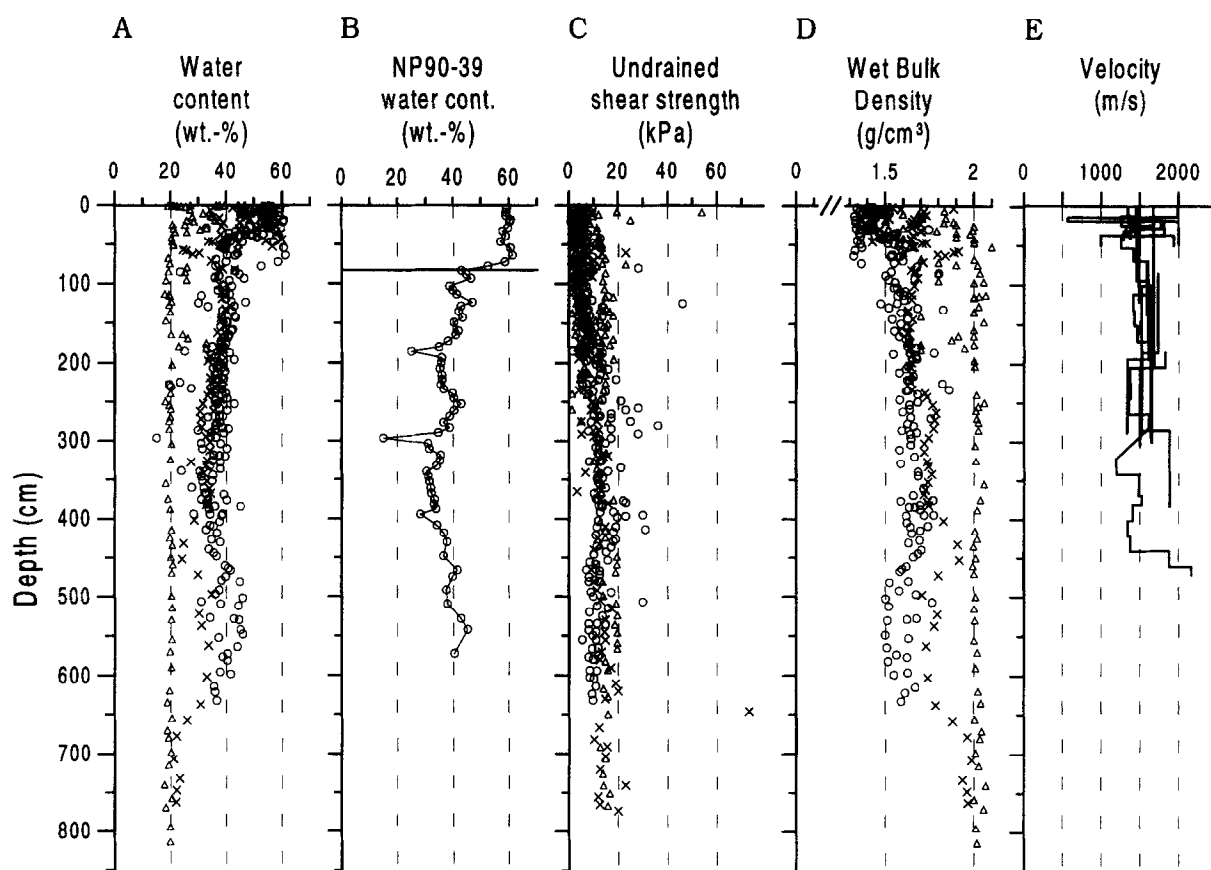 A B C D E
Water NP90-39 Undrained Wet Bulk Velocity
content water cont. shear strength Density (m/s)
(wt.-%) (wt.-%) (kPa) (g/cm³)
0 20 40 60 0 20 40 60 0 20 40 60 0 1.5 2 0 1000 2000
0
100
200
300
400
500
600
700
800
Depth (cm)